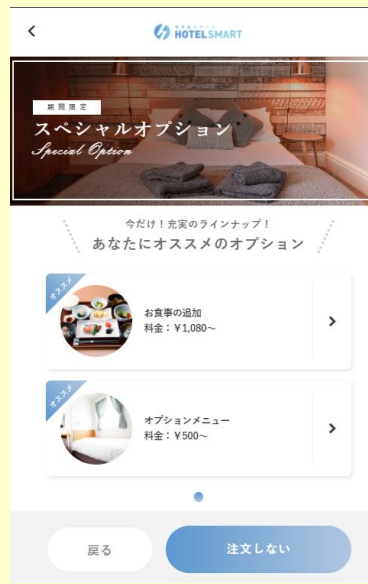 HOTELSMART
期間限定
スペシャルオプション
Special Option
今だけ！充実のラインナップ！
あなたにオススメのオプション
オススメ
お食事の追加
料金：￥1,080～
オススメ
オプションメニュー
料金：￥500～
戻る
注文しない